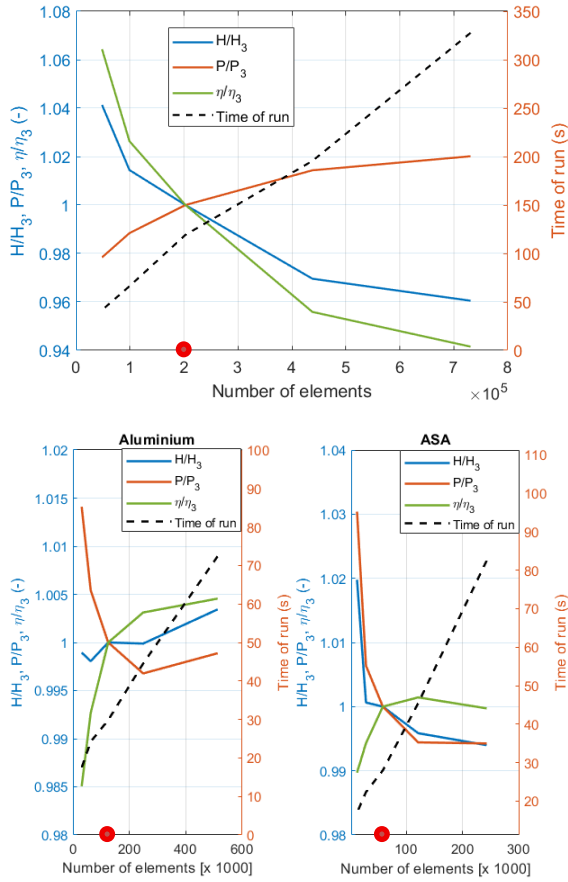 1.08
1.06
1.04
1.02
1
0.98
0.96
0.94
H/H3, P/P3, η/η3 (-)
H/H3
P/P3
η/η3
Time of run
350
300
250
200
150
100
50
0
Time of run (s)
0 1 2 3 4 5 6 7 8
×10^5
Number of elements
Aluminium
1.02
1.015
1.01
1.005
1
0.995
0.99
0.985
0.98
H/H3, P/P3, η/η3 (-)
H/H3
P/P3
η/η3
Time of run
100
90
80
70
60
50
40
30
20
10
0
Time of run (s)
0 100 200 300 400 500 600
Number of elements [x 1000]
ASA
1.04
1.03
1.02
1.01
1
0.99
0.98
H/H3, P/P3, η/η3 (-)
H/H3
P/P3
η/η3
Time of run
110
100
90
80
70
60
50
40
30
20
Time of run (s)
100 200 300
Number of elements [x 1000]